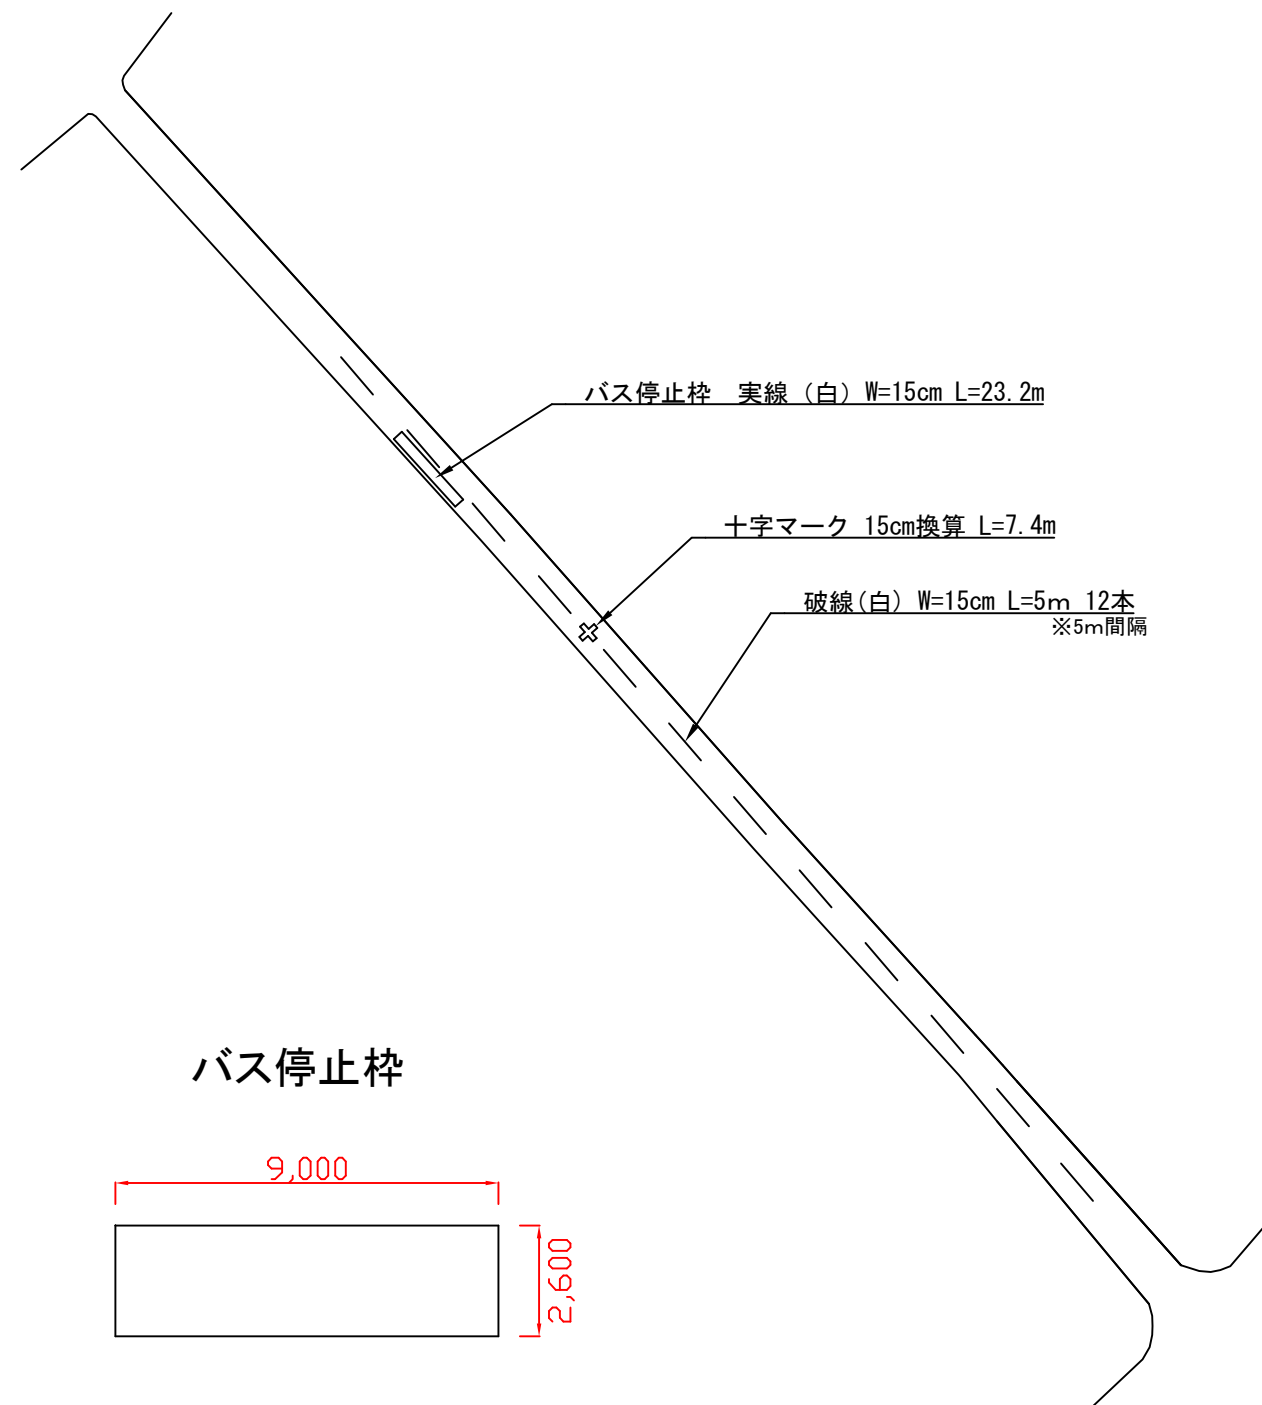 バス停止枠　実線（白）W=15cm L=23.2m
十字マーク 15cm換算 L=7.4m
破線(白) W=15cm L=5m 12本
※5m間隔
バス停止枠
9,000
2,600